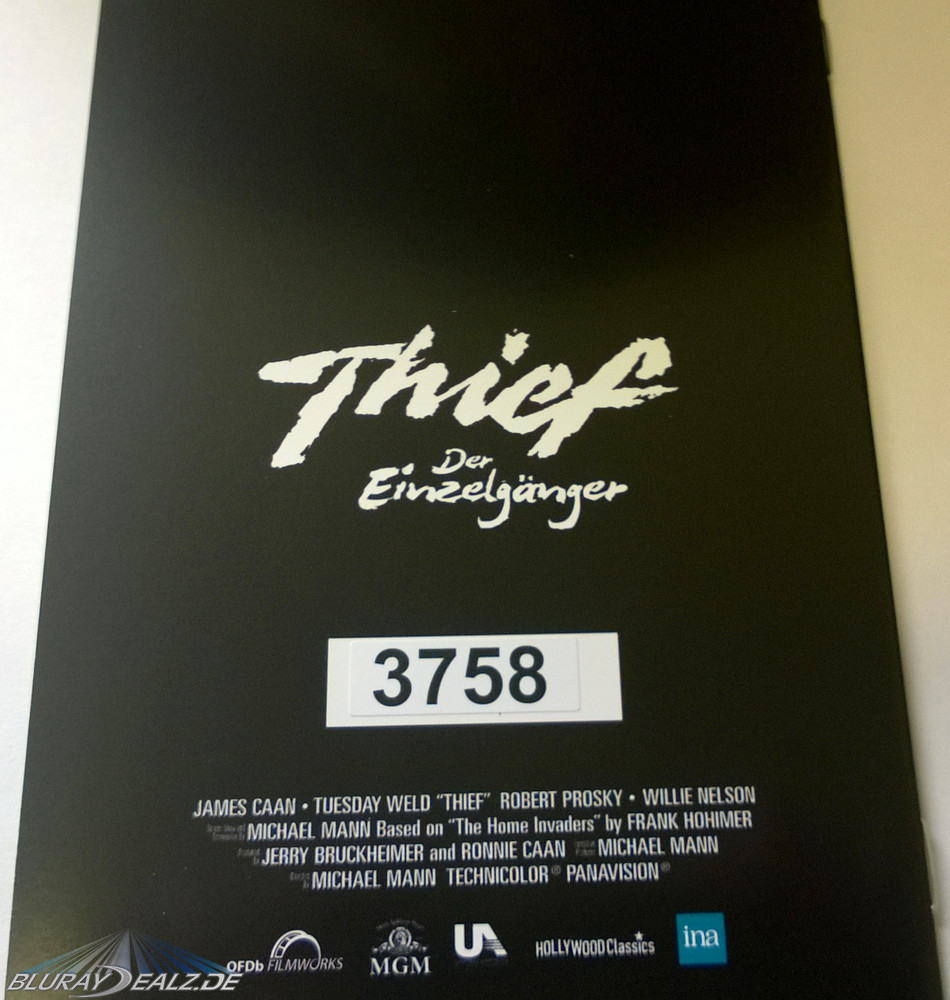 Thief
Der
Einzelgänger
3758
JAMES CAAN • TUESDAY WELD "THIEF" ROBERT PROSKY • WILLIE NELSON
MICHAEL MANN Based on "The Home Invaders" by FRANK HOHIMER
JERRY BRUCKHEIMER and RONNIE CAAN MICHAEL MANN
MICHAEL MANN TECHNICOLOR® PANAVISION®
OFDb FILMWORKS MGM UA HOLLYWOOD Classics ina
BLURAYDEALZ.DE